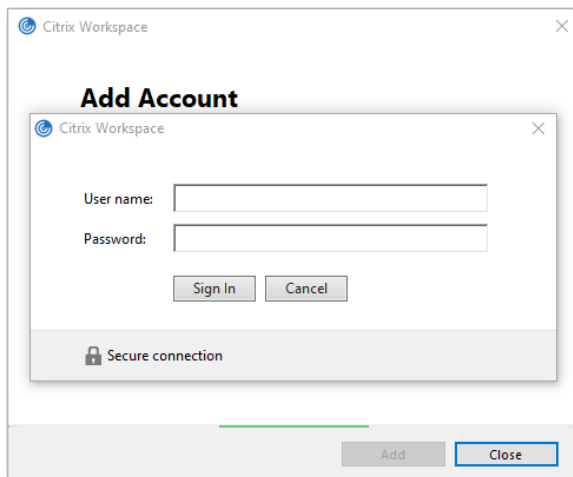 Citrix Workspace
Add Account
Citrix Workspace
User name:
Password:
Sign In Cancel
Secure connection
Add Close